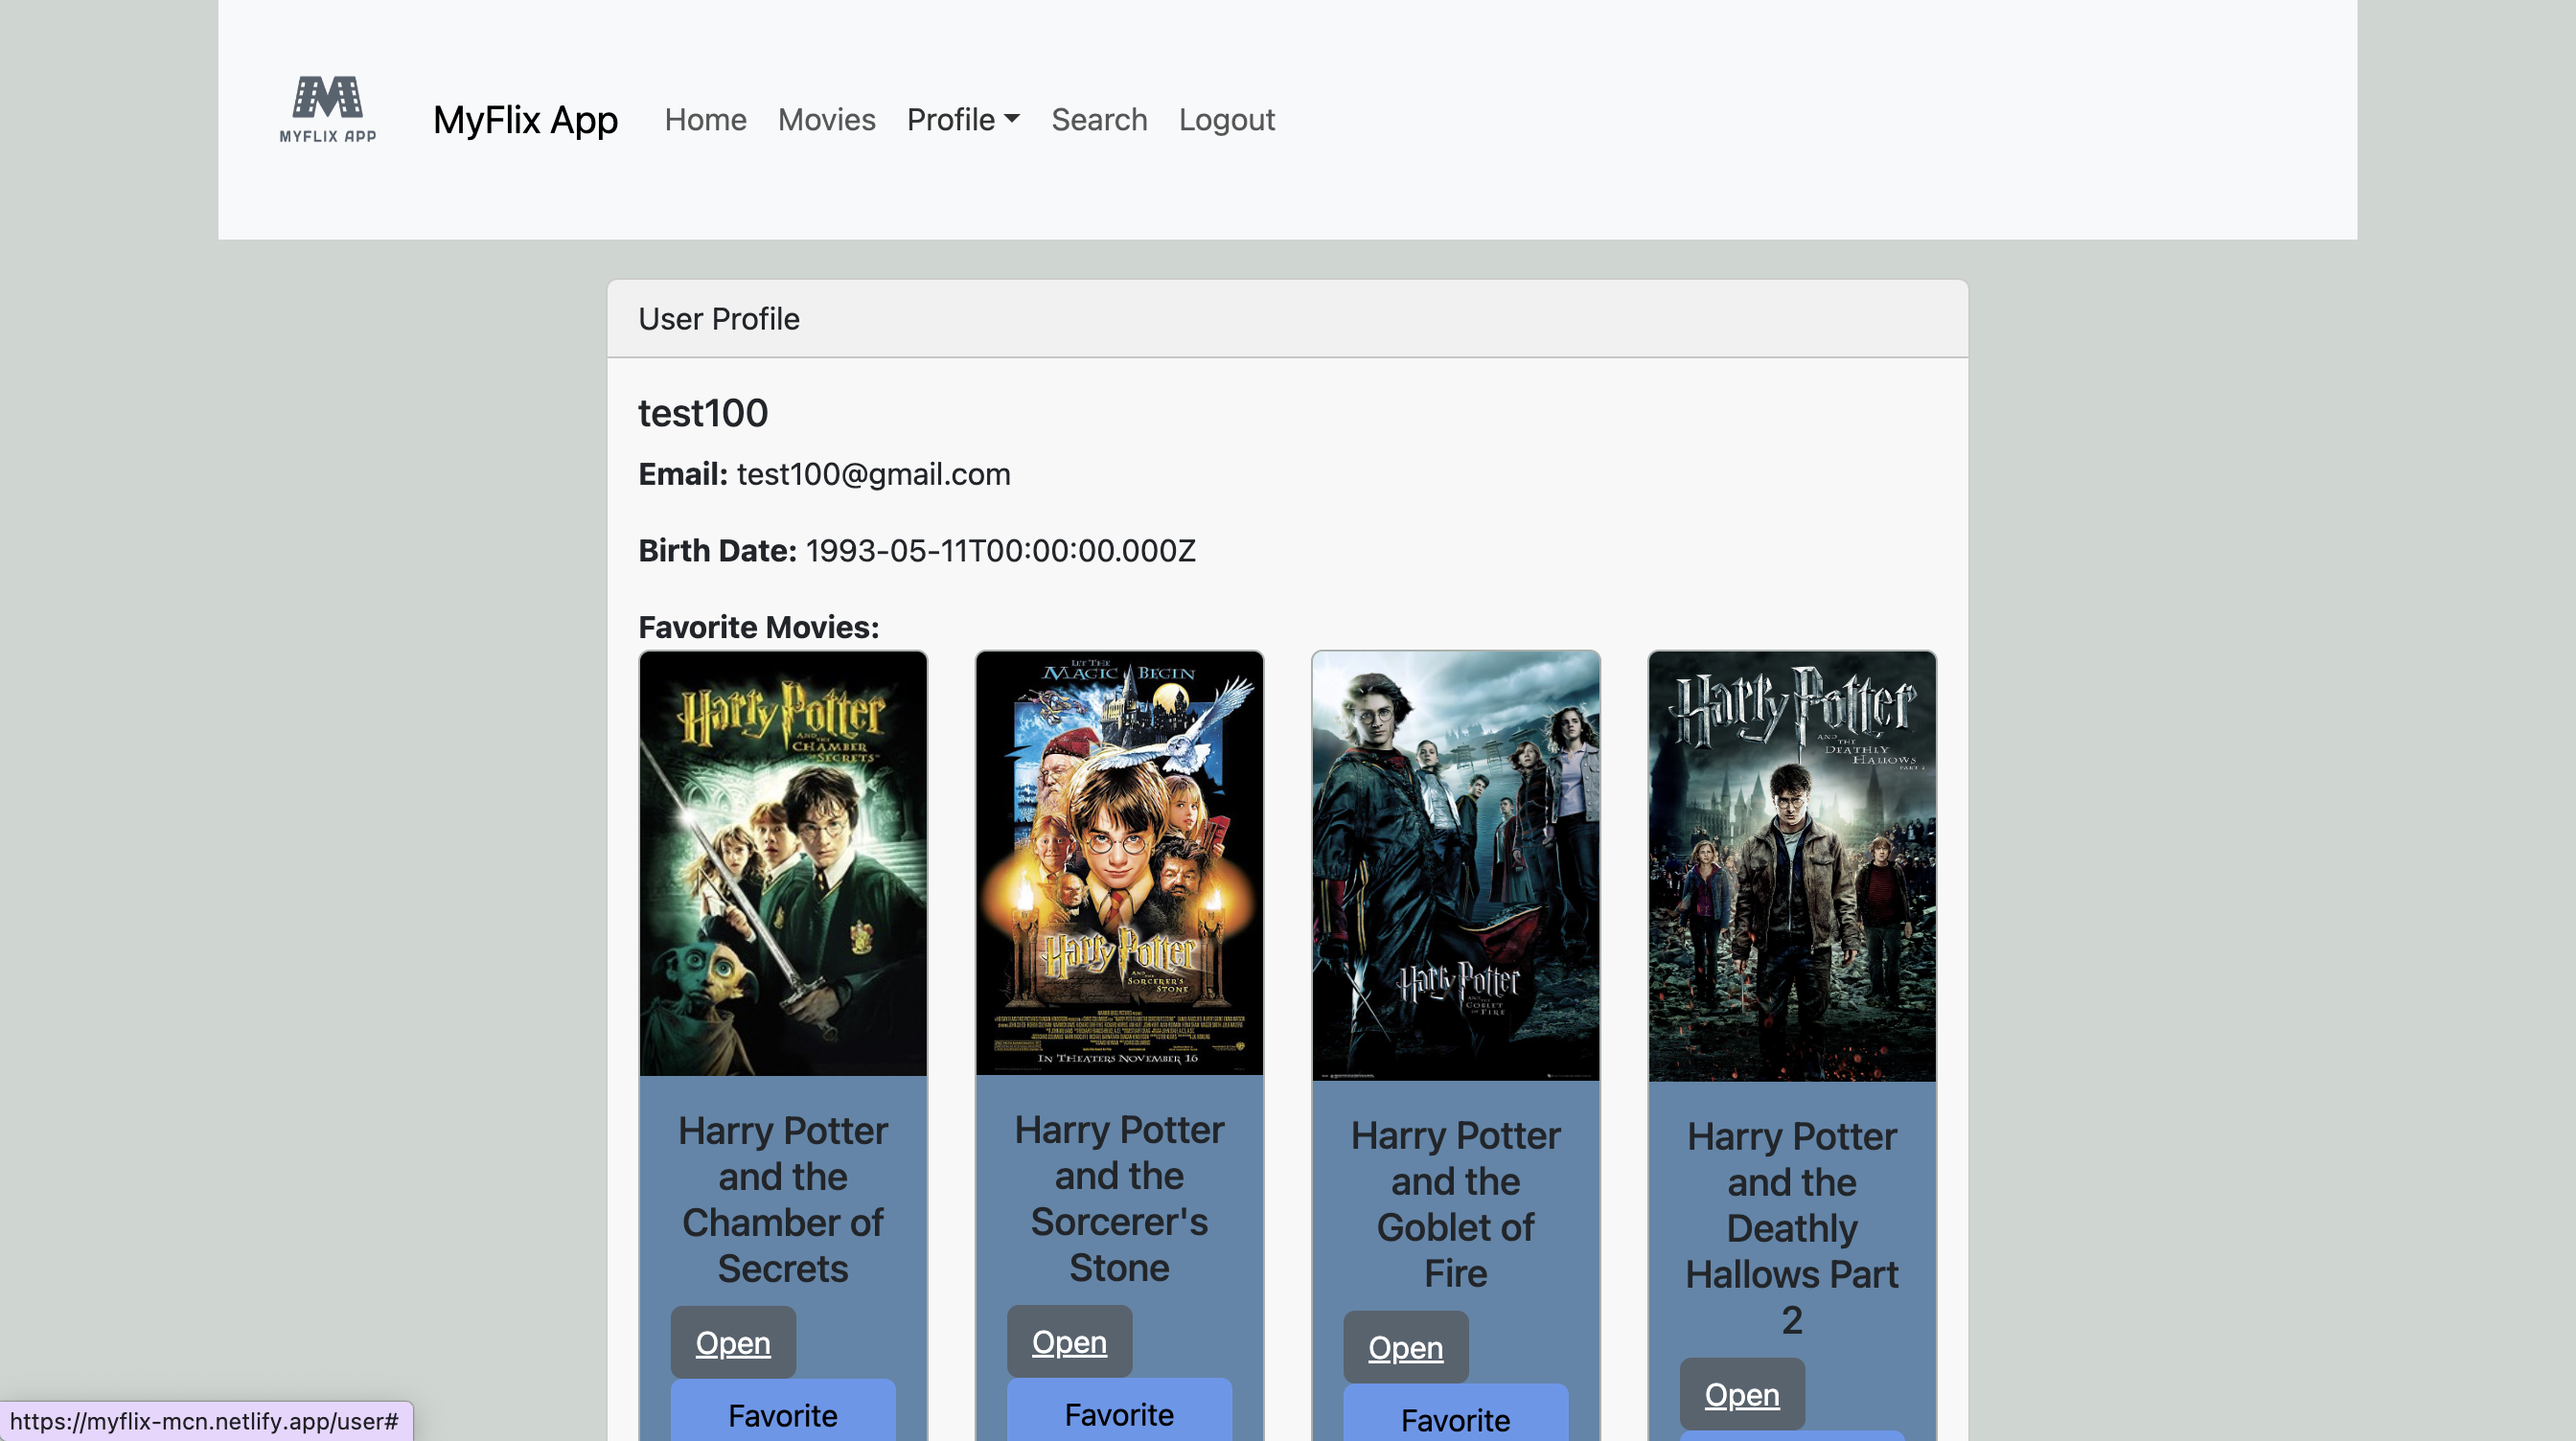 MYFLIX APP
MyFlix App Home Movies Profile Search Logout
User Profile
test100
Email: test100@gmail.com
Birth Date: 1993-05-11T00:00:00.000Z
Favorite Movies:
Harry Potter
AND THE
CHAMBER
OF SECRETS
LET THE
MAGIC BEGIN
Harry Potter
AND THE
SORCERER'S
STONE
IN THEATERS NOVEMBER 16
Harry Potter
AND THE
GOBLET
OF FIRE
Harry Potter
AND
THE
DEATHLY
HALLOWS
PART 2
Harry Potter
and the
Chamber of
Secrets
Open
Favorite
Harry Potter
and the
Sorcerer's
Stone
Open
Favorite
Harry Potter
and the
Goblet of
Fire
Open
Favorite
Harry Potter
and the
Deathly
Hallows Part
2
Open
https://myflix-mcn.netlify.app/user#